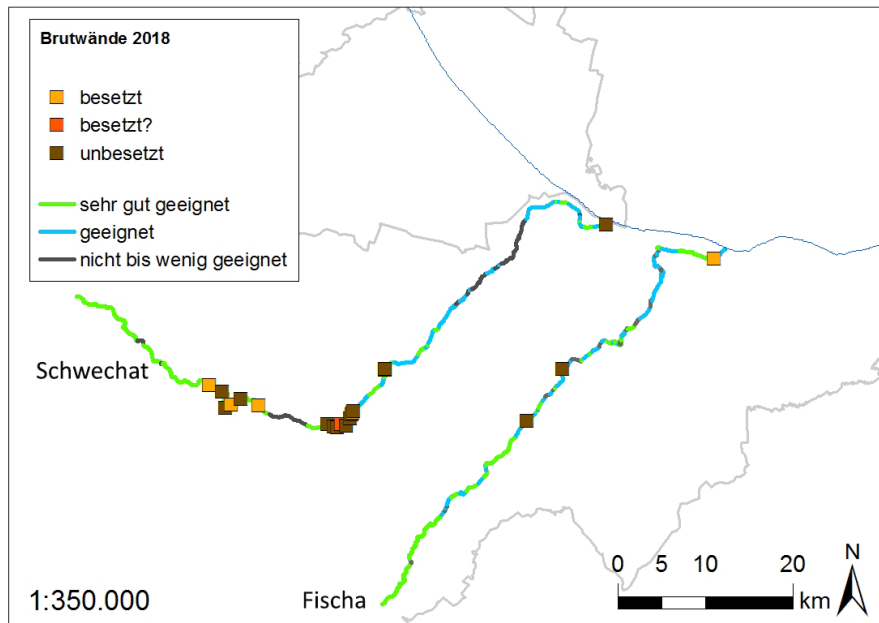 Brutwände 2018
besetzt
besetzt?
unbesetzt
sehr gut geeignet
geeignet
nicht bis wenig geeignet
Schwechat
Fischa
1:350.000
0 5 10 20
km
N